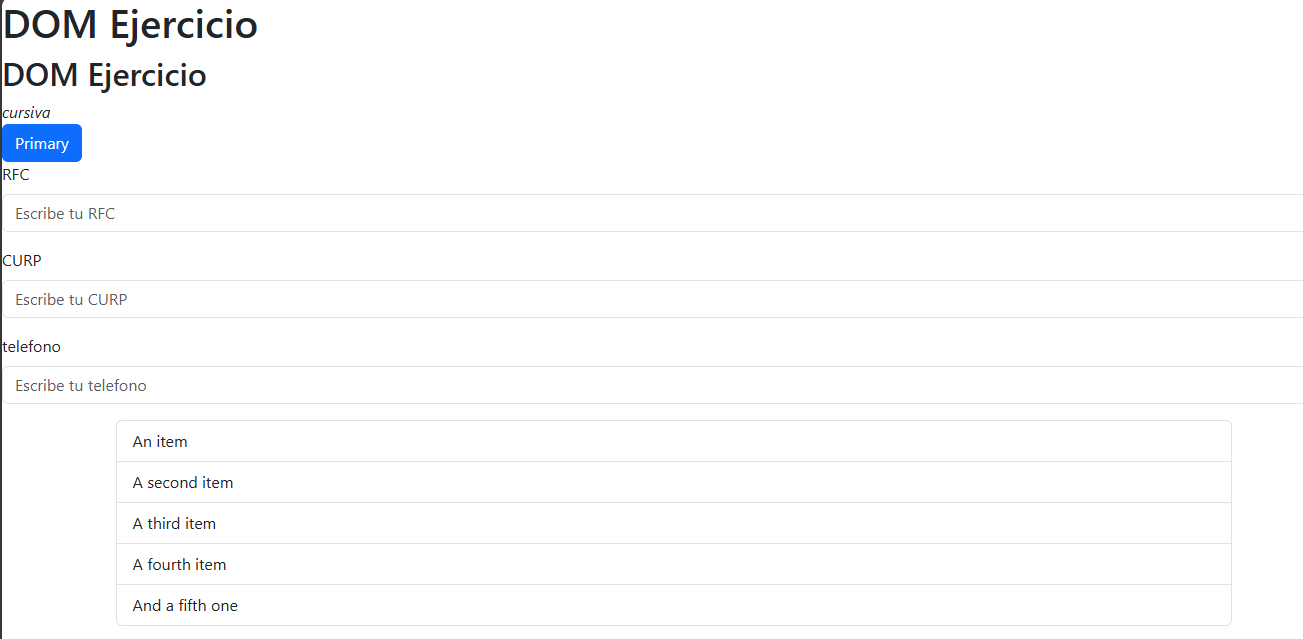 DOM Ejercicio
DOM Ejercicio
cursiva
Primary
RFC
Escribe tu RFC
CURP
Escribe tu CURP
telefono
Escribe tu telefono
An item
A second item
A third item
A fourth item
And a fifth one